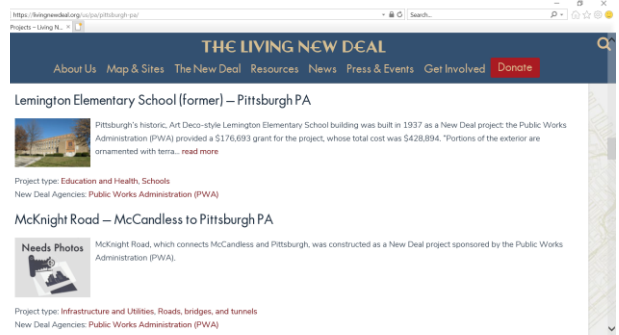 https://livingnewdeal.org/us/pa/pittsburgh-pa/
Search...
Projects – Living N...
THE LIVING NEW DEAL
About Us Map & Sites The New Deal Resources News Press & Events Get Involved Donate
Lemington Elementary School (former) — Pittsburgh PA
Pittsburgh's historic, Art Deco-style Lemington Elementary School building was built in 1937 as a New Deal project: the Public Works
Administration (PWA) provided a $176,693 grant for the project, whose total cost was $428,894. "Portions of the exterior are
ornamented with terra... read more
Project type: Education and Health, Schools
New Deal Agencies: Public Works Administration (PWA)
McKnight Road — McCandless to Pittsburgh PA
Needs Photos
McKnight Road, which connects McCandless and Pittsburgh, was constructed as a New Deal project sponsored by the Public Works
Administration (PWA).
Project type: Infrastructure and Utilities, Roads, bridges, and tunnels
New Deal Agencies: Public Works Administration (PWA)